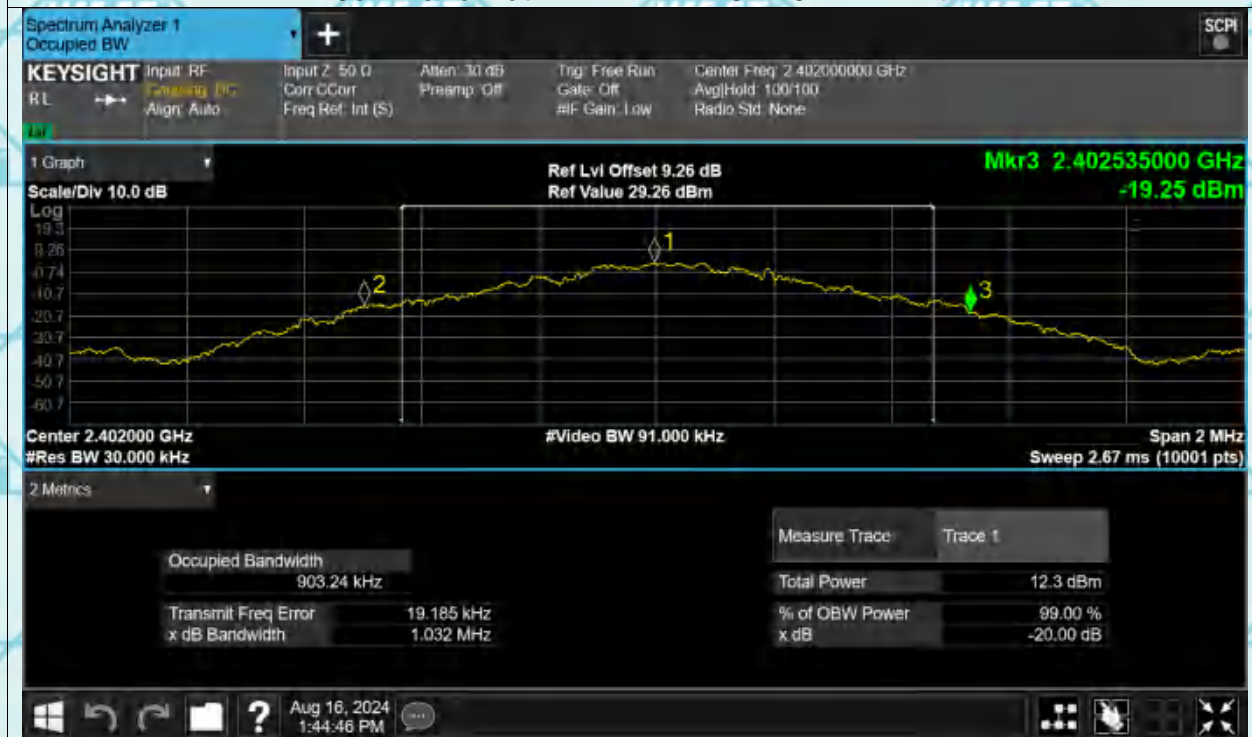 Spectrum Analyzer 1
Occupied BW
+
SCPI
KEYSIGHT
RL
Input: RF
Coupling: DC
Align: Auto
Input Z: 50 Ω
Corr CCorr
Freq Ref: Int (S)
Atten: 30 dB
Preamp: Off
Trig: Free Run
Gate: Off
#IF Gain: Low
Center Freq: 2.402000000 GHz
Avg|Hold: 100/100
Radio Std: None
1 Graph
Scale/Div 10.0 dB
Ref Lvl Offset 9.26 dB
Ref Value 29.26 dBm
Mkr3 2.402535000 GHz
-19.25 dBm
Log
19.3
9.26
-0.74
-10.7
-20.7
-30.7
-40.7
-50.7
-60.7
1
2
3
Center 2.402000 GHz
#Video BW 91.000 kHz
Span 2 MHz
#Res BW 30.000 kHz
Sweep 2.67 ms (10001 pts)
2 Metrics
Measure Trace Trace 1
Occupied Bandwidth
903.24 kHz
Total Power 12.3 dBm
Transmit Freq Error 19.185 kHz
% of OBW Power 99.00 %
x dB Bandwidth 1.032 MHz
x dB -20.00 dB
?
Aug 16, 2024
1:44:46 PM